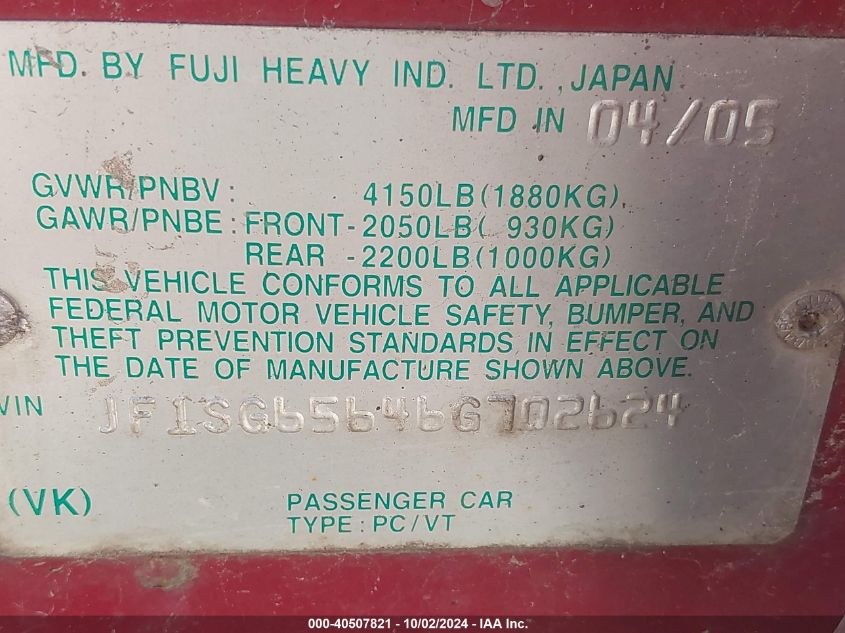 MFD. BY FUJI HEAVY IND. LTD., JAPAN
MFD IN 04/05
GVWR/PNBV: 4150LB(1880KG)
GAWR/PNBE: FRONT-2050LB( 930KG)
REAR -2200LB(1000KG)
THIS VEHICLE CONFORMS TO ALL APPLICABLE
FEDERAL MOTOR VEHICLE SAFETY, BUMPER, AND
THEFT PREVENTION STANDARDS IN EFFECT ON
THE DATE OF MANUFACTURE SHOWN ABOVE.
VIN JF1SG65646G702624
(VK) PASSENGER CAR
TYPE: PC/VT
000-40507821 - 10/02/2024 - IAA Inc.